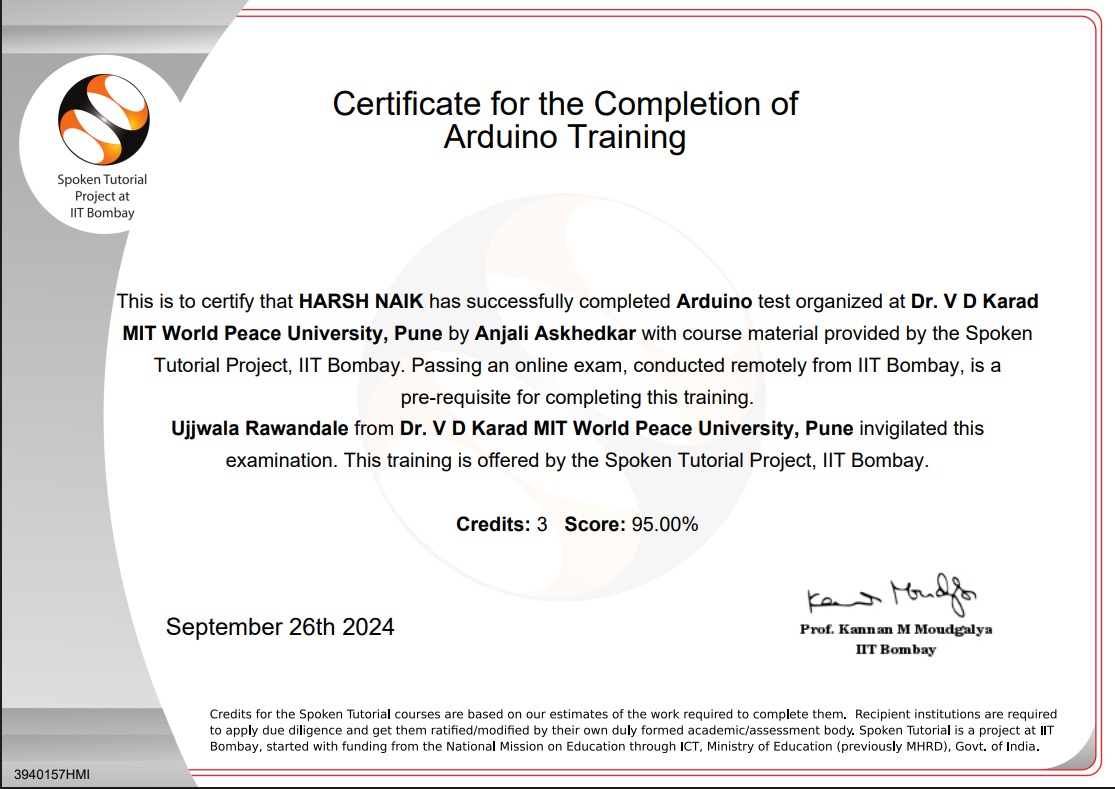 Certificate for the Completion of
Arduino Training
Spoken Tutorial
Project at
IIT Bombay
This is to certify that HARSH NAIK has successfully completed Arduino test organized at Dr. V D Karad
MIT World Peace University, Pune by Anjali Askhedkar with course material provided by the Spoken
Tutorial Project, IIT Bombay. Passing an online exam, conducted remotely from IIT Bombay, is a
pre-requisite for completing this training.
Ujjwala Rawandale from Dr. V D Karad MIT World Peace University, Pune invigilated this
examination. This training is offered by the Spoken Tutorial Project, IIT Bombay.
Credits: 3 Score: 95.00%
September 26th 2024
Prof. Kannan M Moudgalya
IIT Bombay
Credits for the Spoken Tutorial courses are based on our estimates of the work required to complete them. Recipient institutions are required
to apply due diligence and get them ratified/modified by their own duly formed academic/assessment body. Spoken Tutorial is a project at IIT
Bombay, started with funding from the National Mission on Education through ICT, Ministry of Education (previously MHRD), Govt. of India.
3940157HMI